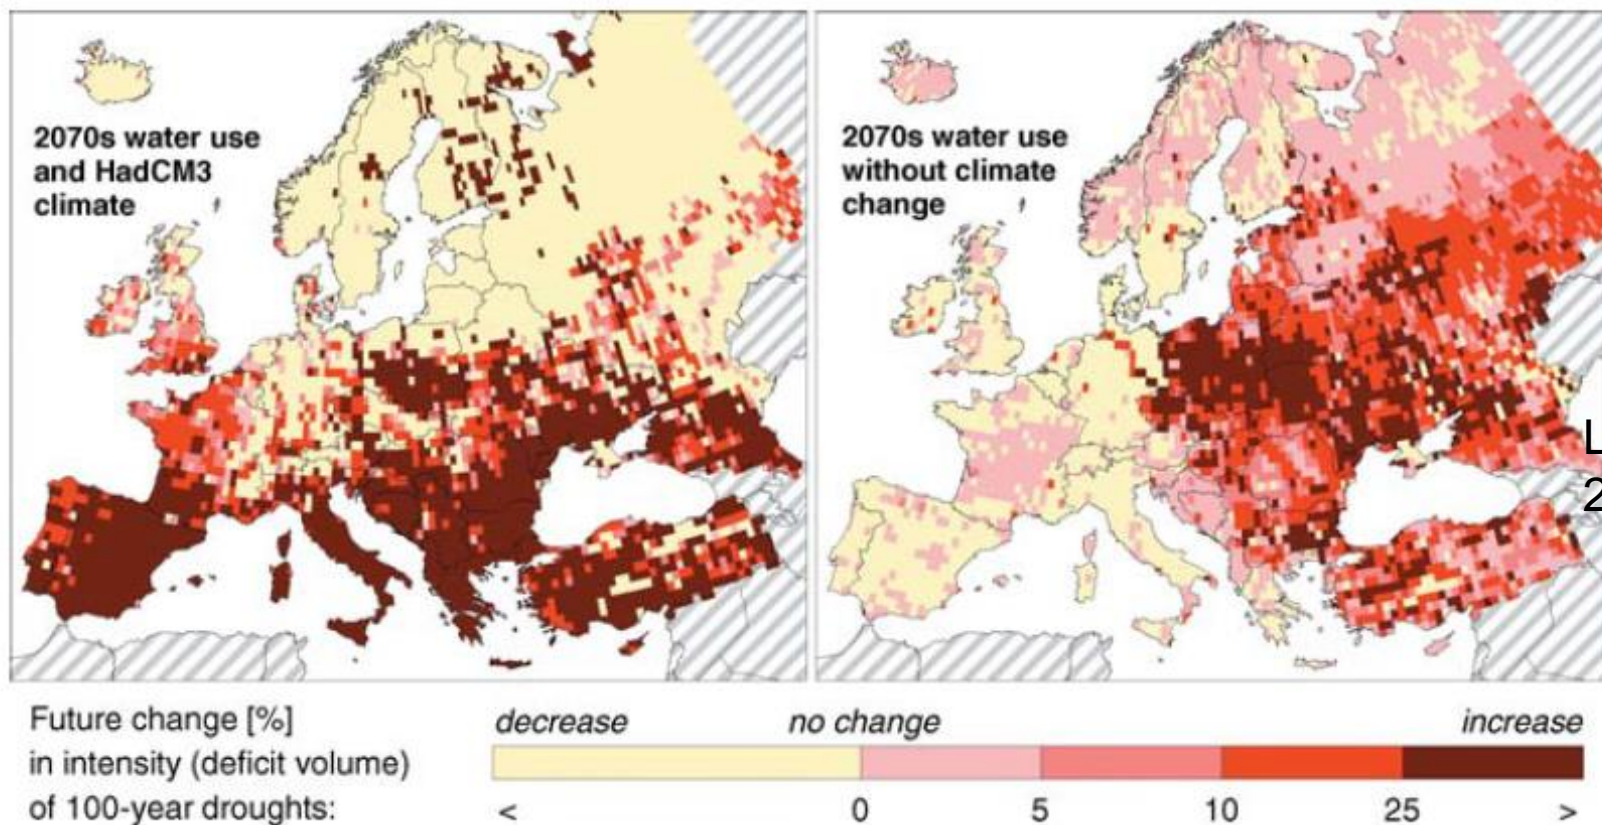 2070s water use
and HadCM3
climate
2070s water use
without climate
change
L
2
Future change [%]
in intensity (deficit volume)
of 100-year droughts:
decrease no change increase
< 0 5 10 25 >